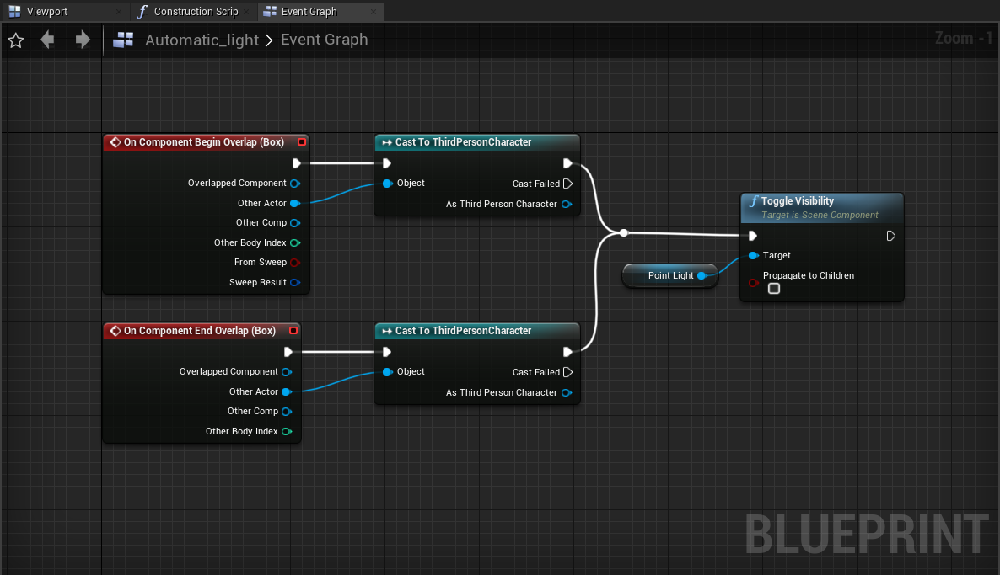 Viewport
Construction Scrip
Event Graph
Automatic_light > Event Graph
Zoom -1
On Component Begin Overlap (Box)
Overlapped Component
Other Actor
Other Comp
Other Body Index
From Sweep
Sweep Result
Cast To ThirdPersonCharacter
Object
Cast Failed
As Third Person Character
Toggle Visibility
Target is Scene Component
Target
Propagate to Children
Point Light
On Component End Overlap (Box)
Overlapped Component
Other Actor
Other Comp
Other Body Index
Cast To ThirdPersonCharacter
Object
Cast Failed
As Third Person Character
BLUEPRINT